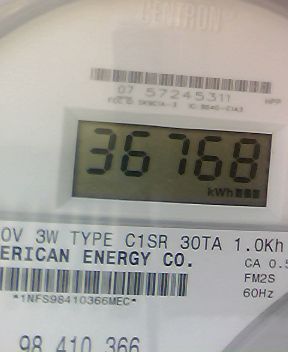 CENTRON
07 57245311
HPP
36768
kWh
0V 3W TYPE C1SR 30TA 1.0Kh
ERICAN ENERGY CO.
CA 0.5
FM2S
*1NFS98410366MEC*
60Hz
98 410 366